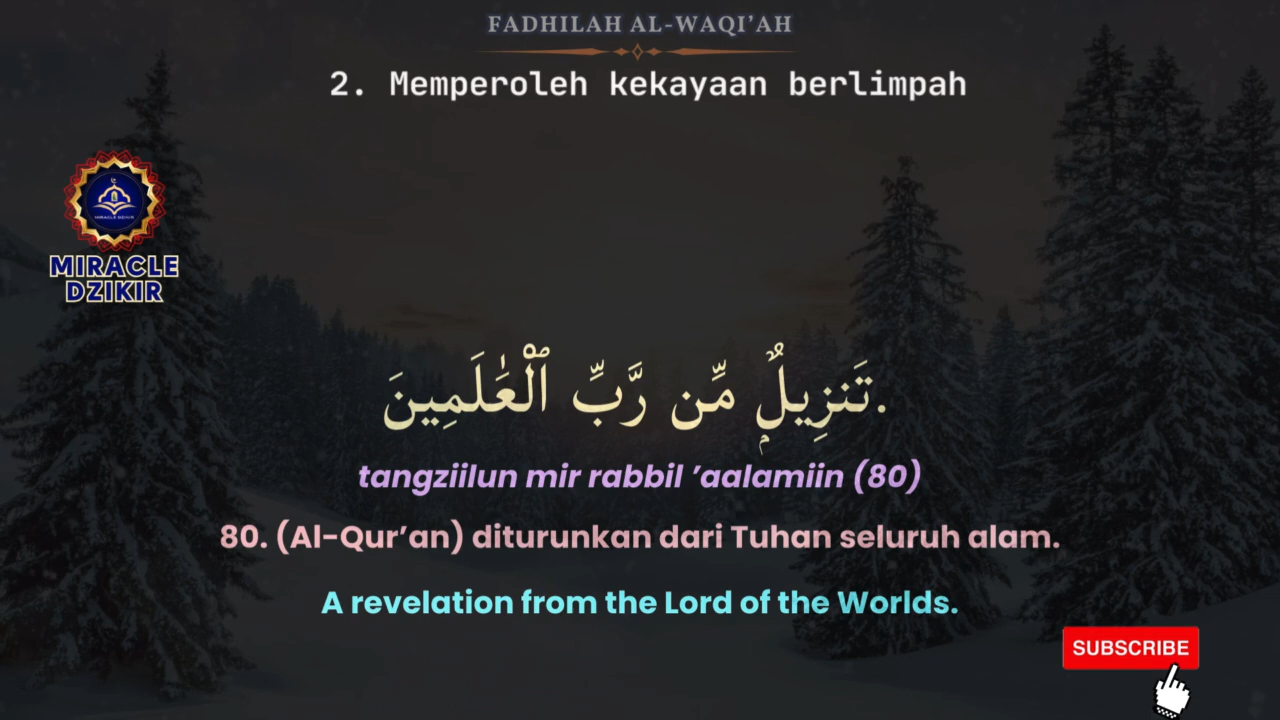 FADHILAH AL-WAQI’AH
2. Memperoleh kekayaan berlimpah
MIRACLE
DZIKIR
تَنزِيلٌۭ مِّن رَّبِّ ٱلْعَـٰلَمِينَ.
tangziilun mir rabbil ’aalamiin (80)
80. (Al-Qur’an) diturunkan dari Tuhan seluruh alam.
A revelation from the Lord of the Worlds.
SUBSCRIBE